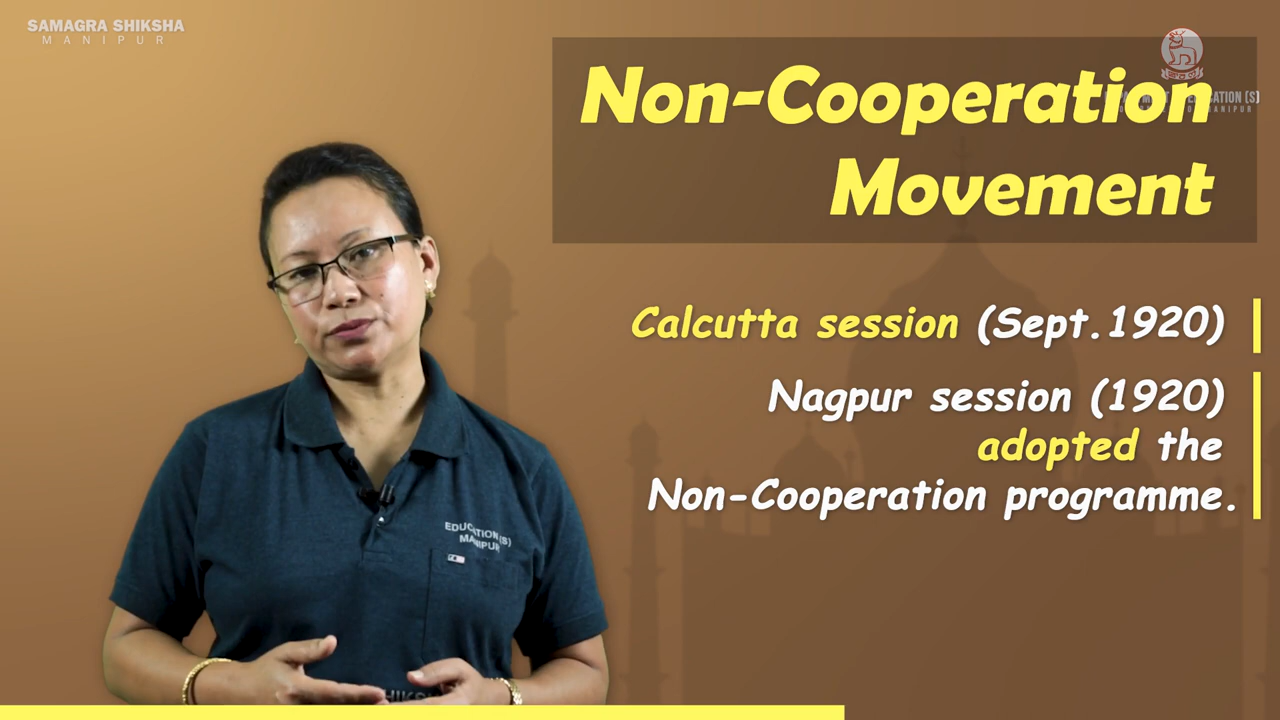 SAMAGRA SHIKSHA
MANIPUR
Non-Cooperation
Movement
Calcutta session (Sept.1920)
Nagpur session (1920)
adopted the
Non-Cooperation programme.
EDUCATION (S)
MANIPUR